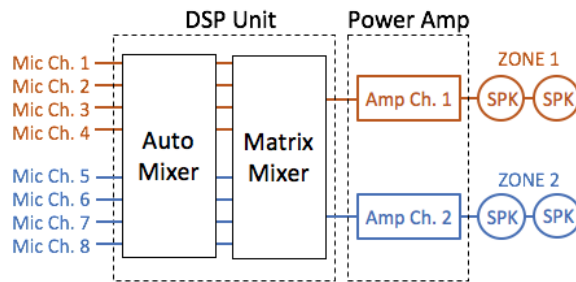 DSP Unit
Power Amp
Mic Ch. 1
Mic Ch. 2
Mic Ch. 3
Mic Ch. 4
Mic Ch. 5
Mic Ch. 6
Mic Ch. 7
Mic Ch. 8
Auto
Mixer
Matrix
Mixer
Amp Ch. 1
Amp Ch. 2
ZONE 1
SPK
SPK
ZONE 2
SPK
SPK